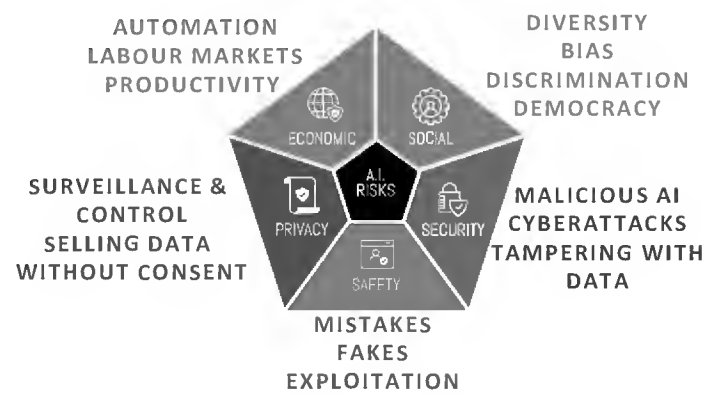 AUTOMATION
LABOUR MARKETS
PRODUCTIVITY
DIVERSITY
BIAS
DISCRIMINATION
DEMOCRACY
ECONOMIC
SOCIAL
A.I.
RISKS
SURVEILLANCE &
CONTROL
SELLING DATA
WITHOUT CONSENT
PRIVACY
SECURITY
MALICIOUS AI
CYBERATTACKS
TAMPERING WITH
DATA
SAFETY
MISTAKES
FAKES
EXPLOITATION